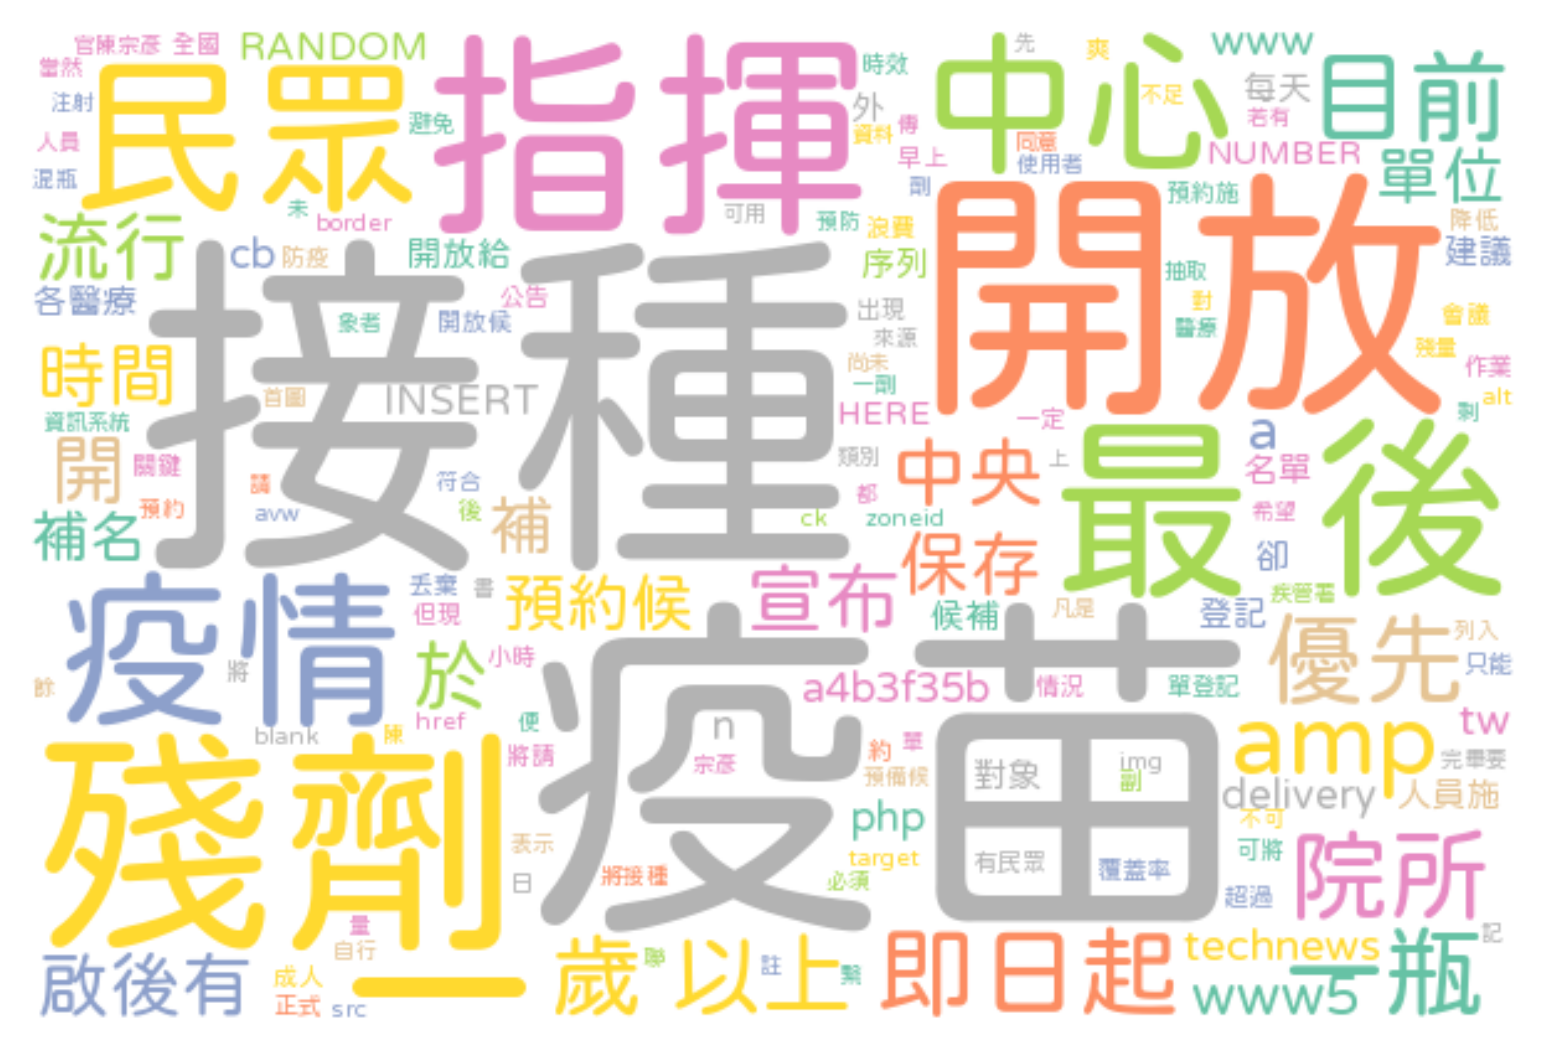 官陳宗彥 全國 RANDOM 先 爽 www
當然 民眾 指揮 時效 中心 不足 每天 目前
注射 避免 外 資料 傳 同意 若有
人員 早上 使用者 NUMBER 單位
混瓶 未 border 可用 預防 浪費 副 開放 預約施 降低
流行 cb 防疫 開放給 序列 抽取 建議
各醫療 接種 象者 開放候 公告 出現 對 醫療 會議
時間 來源 尚未 殘量 作業
首圖 INSERT 一劑 HERE 一定 alt
資訊系統 最後 a 剩
開 關鍵 請 符合 類別 中央 上 名單
補名 預約 avw 後 補 都 ck zoneid 希望
保存 卻
疫情 丟棄 書 預約候 宣布 候補 凡是 登記 疾管署
但現 優先 列入
餘 將 於 小時 疫苗 a4b3f35b 情況 單登記 只能
blank 陳 href 便 n amp tw
殘劑 將請 宗彥 約 單 預備候 對象 img 副 完畢要
php delivery 人員施
表示 target 不可 可將 院所
日 將接種 必須 有民眾 覆蓋率 超過
量 自行 記
啟後有 成人 一 歲 聯 以上 註 繫 即日起 technews 一瓶
正式 src www5